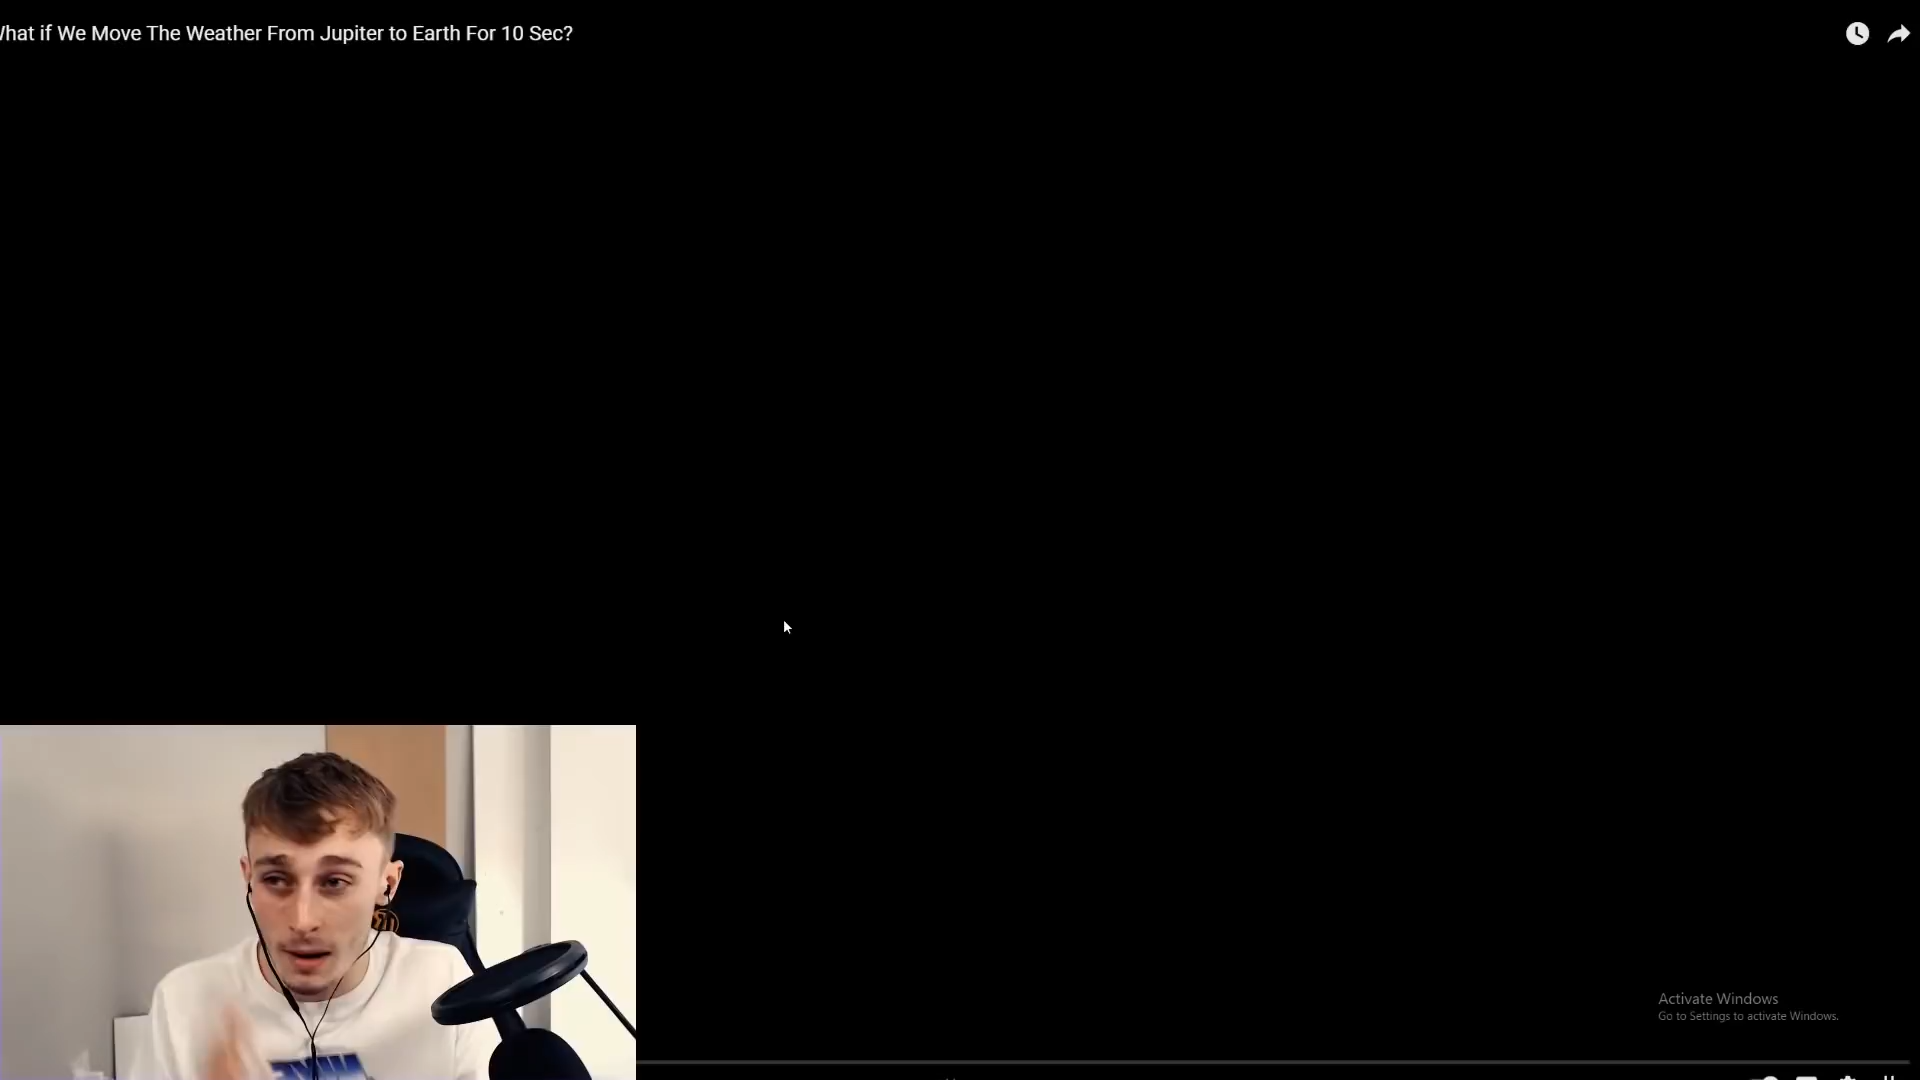 hat if We Move The Weather From Jupiter to Earth For 10 Sec?
Activate Windows
Go to Settings to activate Windows.